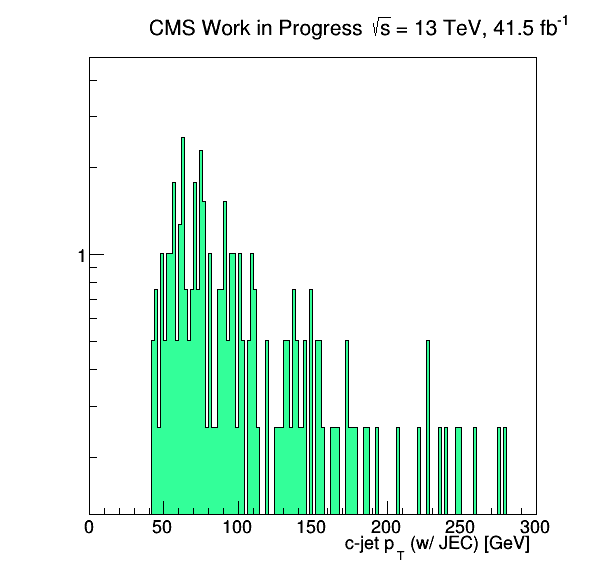 CMS Work in Progress √s = 13 TeV, 41.5 fb⁻¹
1
0 50 100 150 200 250 300
c-jet p_T (w/ JEC) [GeV]